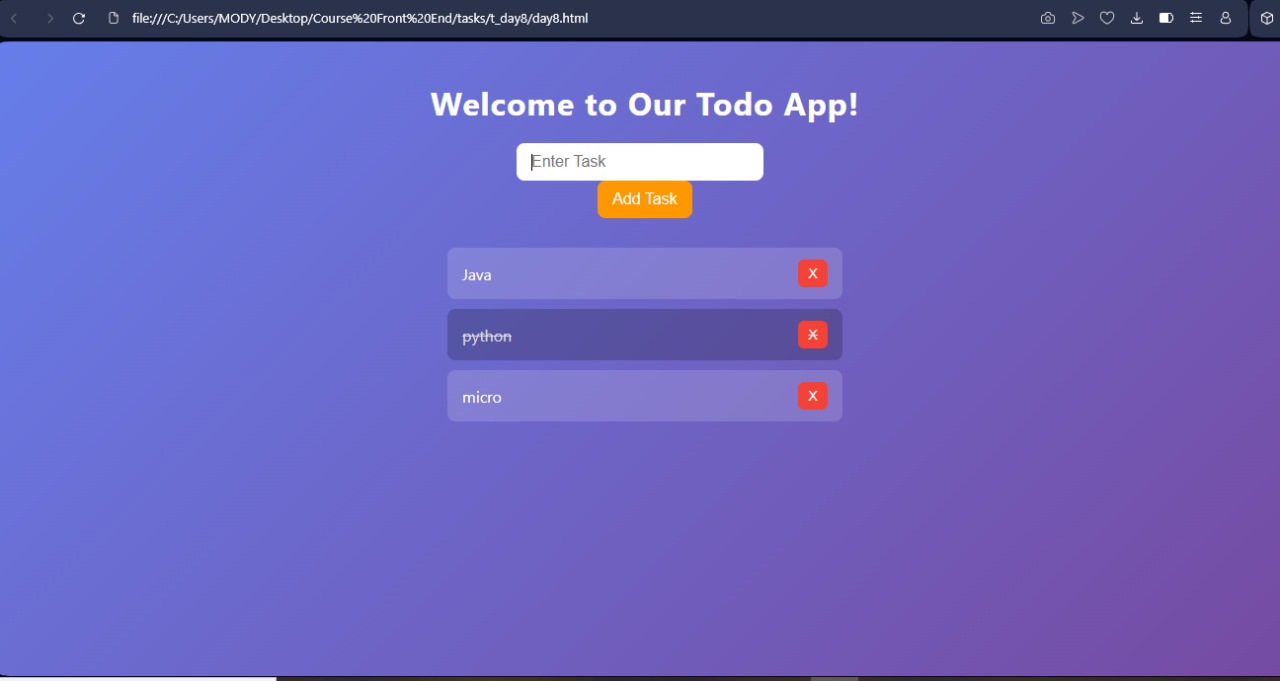 file:///C:/Users/MODY/Desktop/Course%20Front%20End/tasks/t_day8/day8.html
Welcome to Our Todo App!
Enter Task
Add Task
Java X
python X
micro X